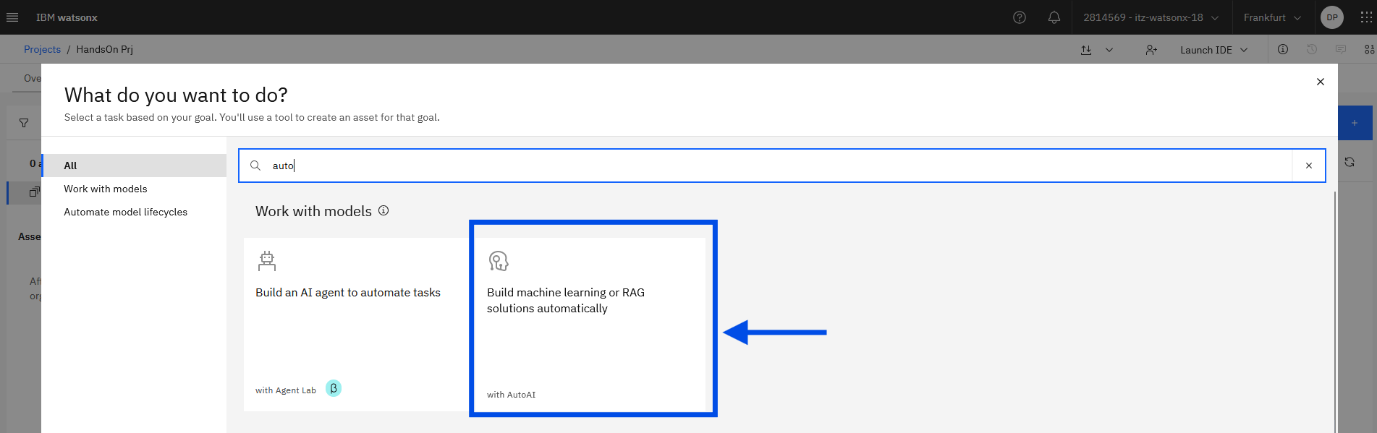 IBM watsonx
2814569 - itz-watsonx-18
Frankfurt
DP
Projects / HandsOn Prj
Launch IDE
Ove
What do you want to do?
Select a task based on your goal. You'll use a tool to create an asset for that goal.
All
Work with models
Automate model lifecycles
auto
0 a
Asse
Aft
org
Work with models
Build an AI agent to automate tasks
with Agent Lab β
Build machine learning or RAG
solutions automatically
with AutoAI